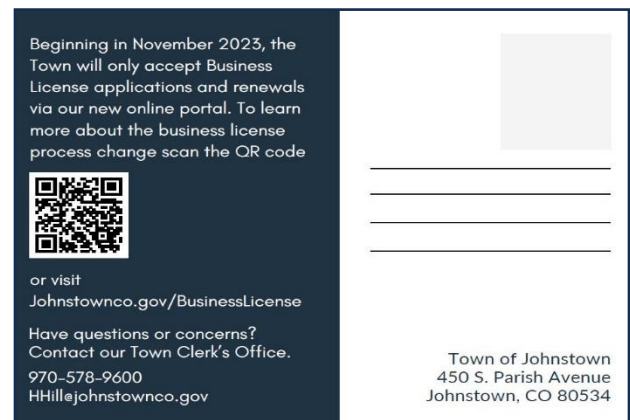 Beginning in November 2023, the
Town will only accept Business
License applications and renewals
via our new online portal. To learn
more about the business license
process change scan the QR code
or visit
Johnstownco.gov/BusinessLicense
Have questions or concerns?
Contact our Town Clerk's Office.
970-578-9600
HHill@johnstownco.gov
Town of Johnstown
450 S. Parish Avenue
Johnstown, CO 80534